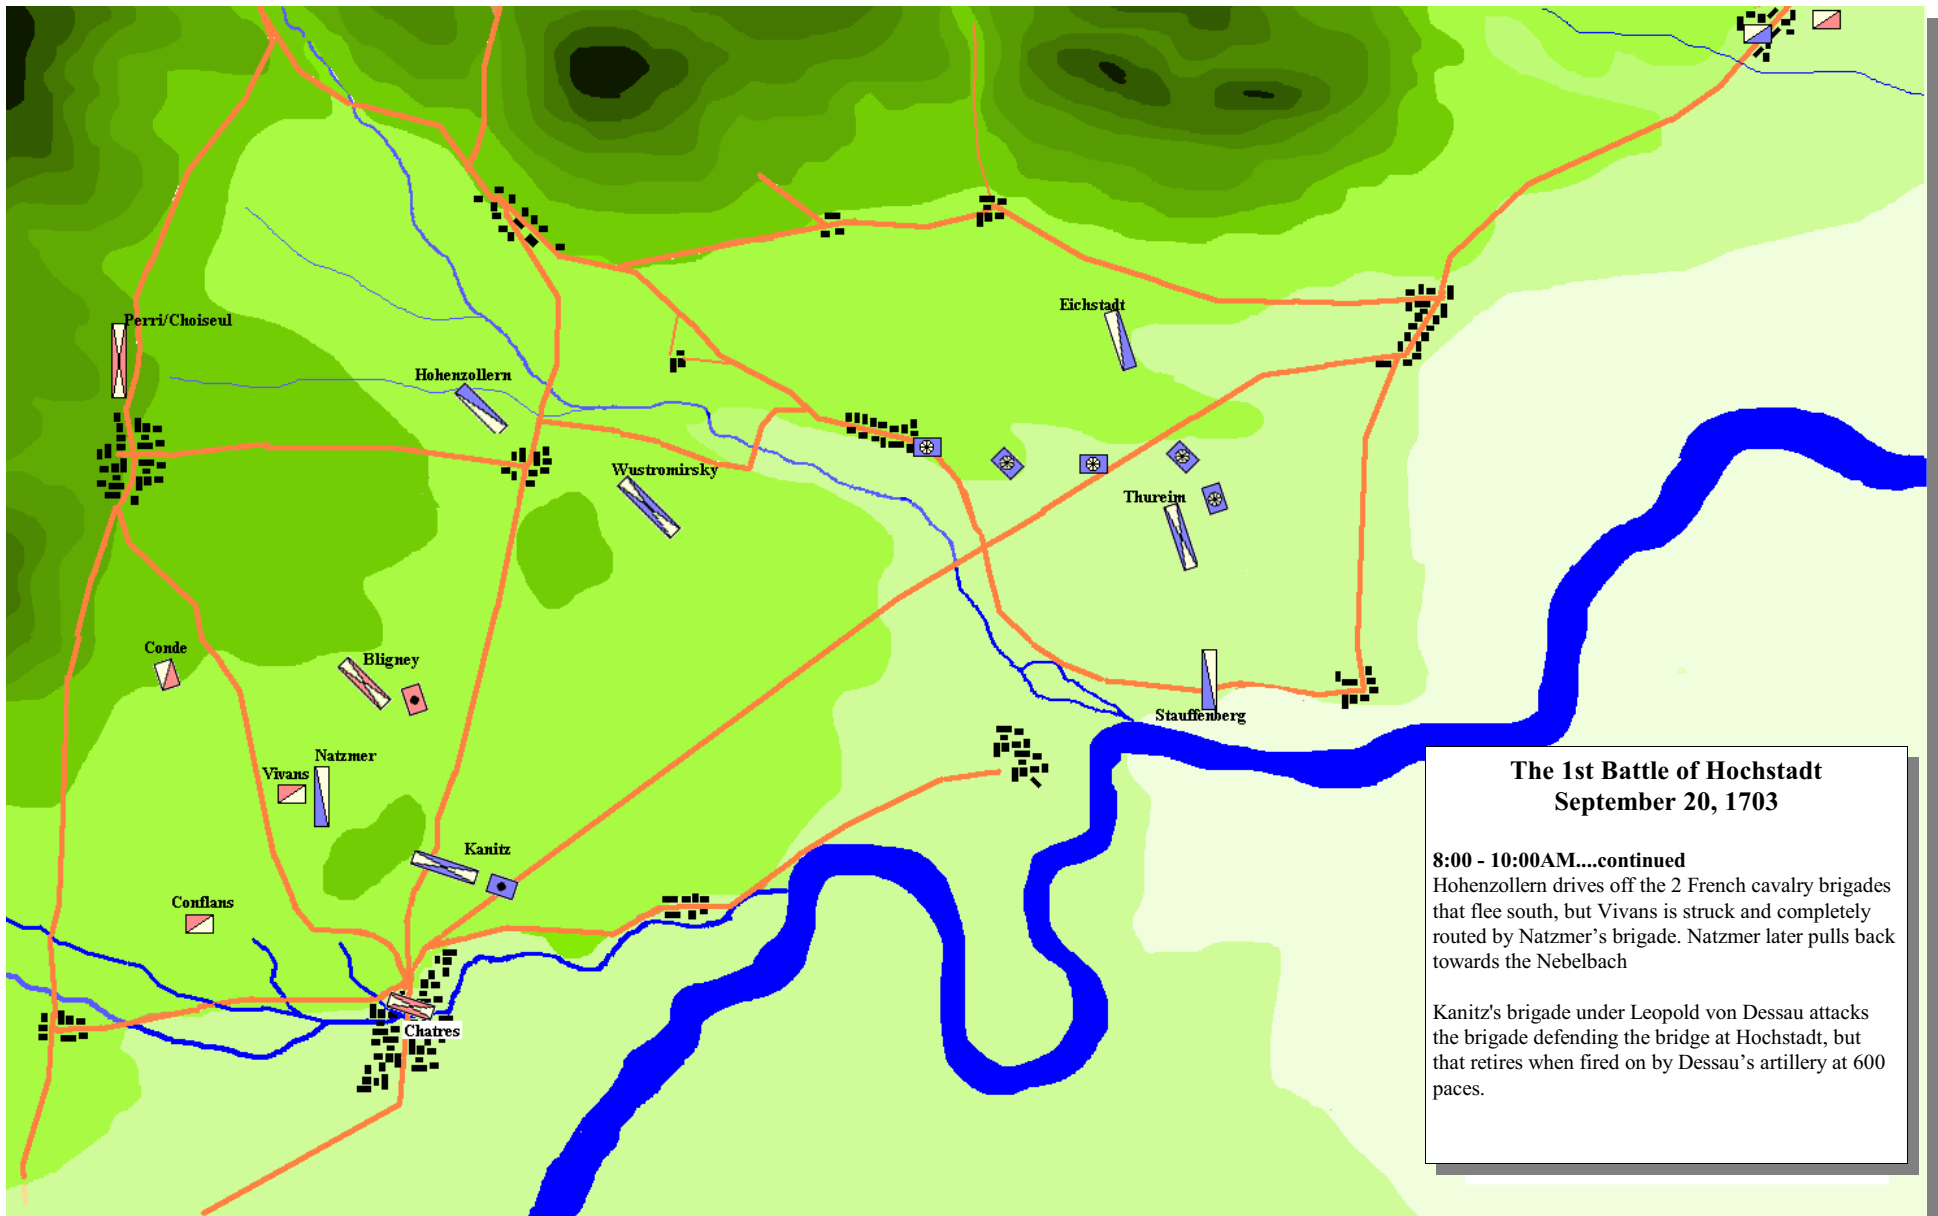 Perri/Choiseul
Eichstadt
Hohenzollern
Wustromirsky
Thureim
Conde
Bligney
Stauffenberg
Natzmer
Vivans
Kanitz
Conflans
Chatres
The 1st Battle of Hochstadt
September 20, 1703
8:00 - 10:00AM....continued
Hohenzollern drives off the 2 French cavalry brigades
that flee south, but Vivans is struck and completely
routed by Natzmer’s brigade. Natzmer later pulls back
towards the Nebelbach
Kanitz's brigade under Leopold von Dessau attacks
the brigade defending the bridge at Hochstadt, but
that retires when fired on by Dessau’s artillery at 600
paces.